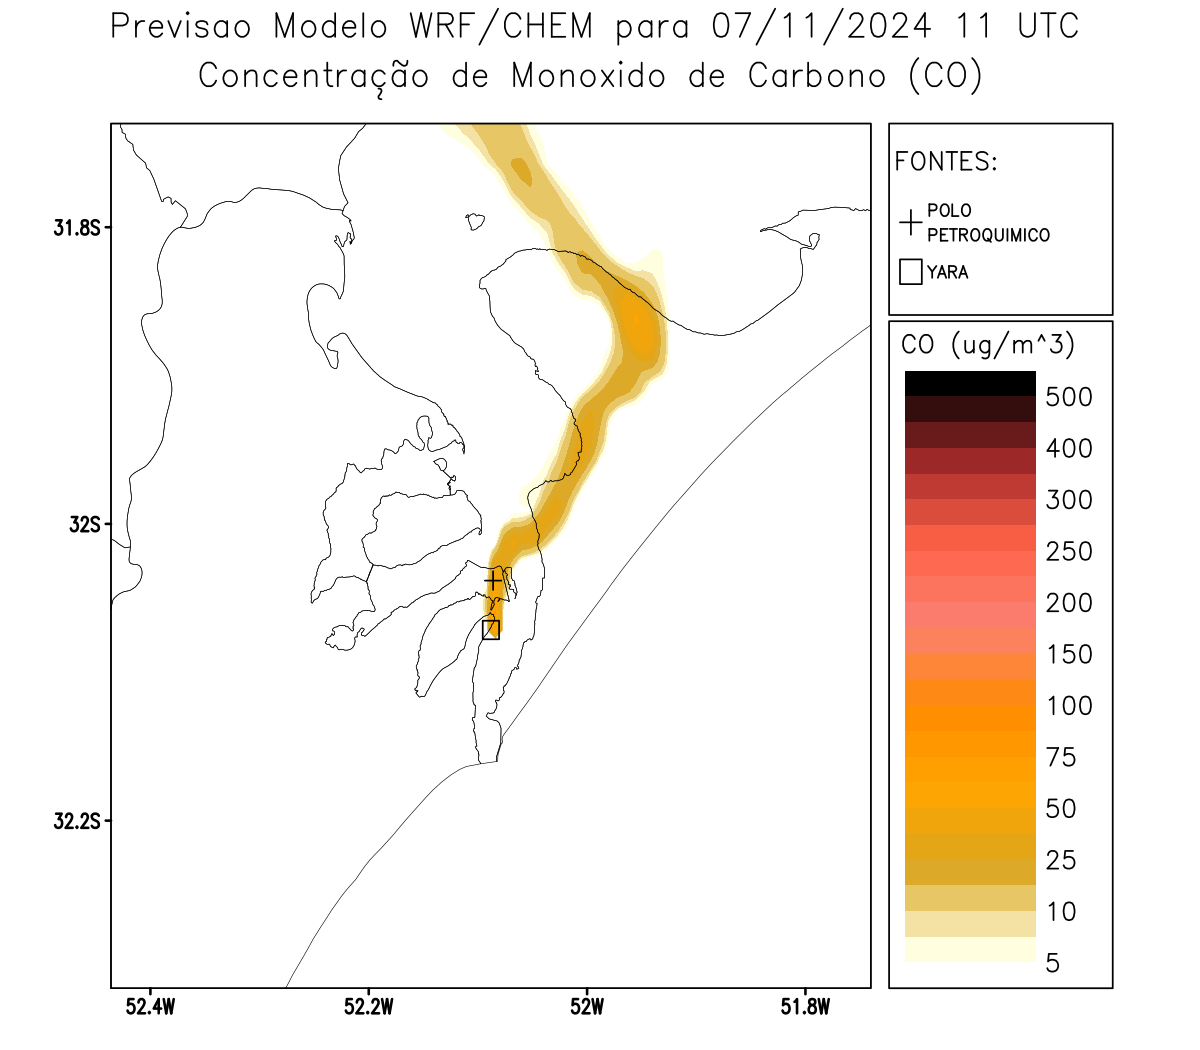 Previsao Modelo WRF/CHEM para 07/11/2024 11 UTC
Concentração de Monoxido de Carbono (CO)
FONTES:
POLO
PETROQUIMICO
YARA
CO (ug/m^3)
500
400
300
250
200
150
100
75
50
25
10
5
31.8S
32S
32.2S
52.4W
52.2W
52W
51.8W